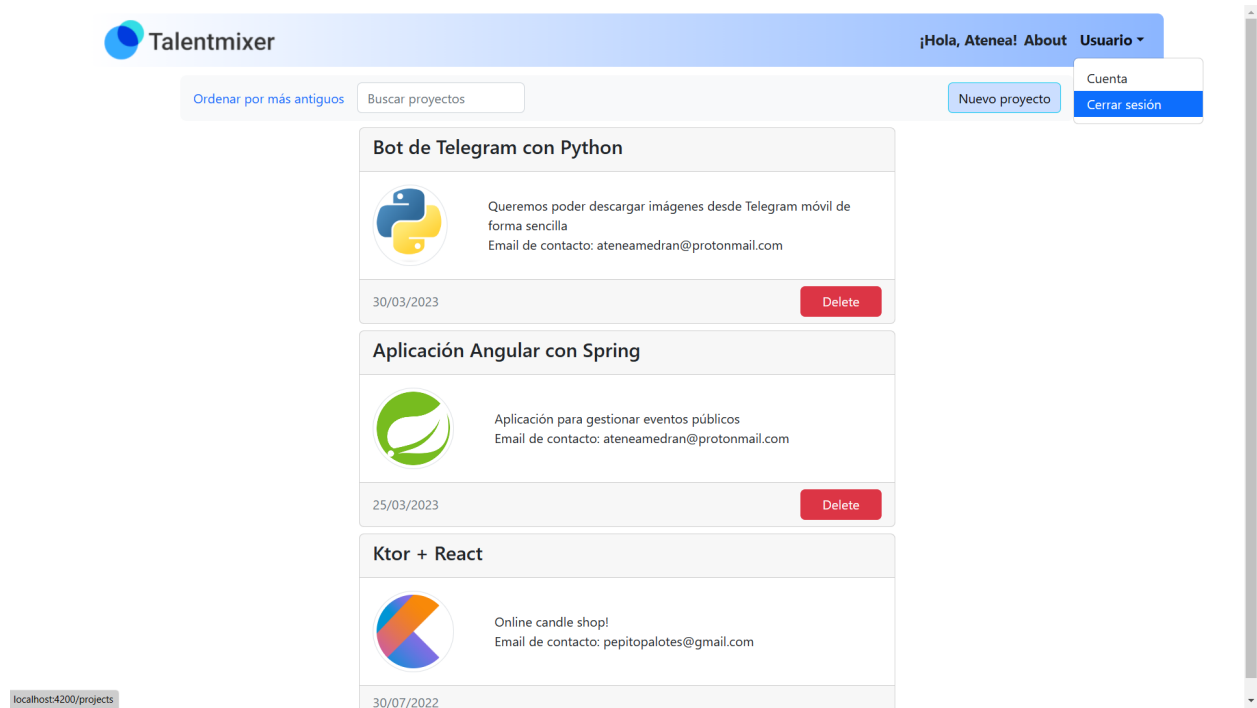 Talentmixer
¡Hola, Atenea! About Usuario
Cuenta
Cerrar sesión
Ordenar por más antiguos
Buscar proyectos
Nuevo proyecto
Bot de Telegram con Python
Queremos poder descargar imágenes desde Telegram móvil de
forma sencilla
Email de contacto: ateneamedran@protonmail.com
30/03/2023
Delete
Aplicación Angular con Spring
Aplicación para gestionar eventos públicos
Email de contacto: ateneamedran@protonmail.com
25/03/2023
Delete
Ktor + React
Online candle shop!
Email de contacto: pepitopalotes@gmail.com
30/07/2022
localhost:4200/projects